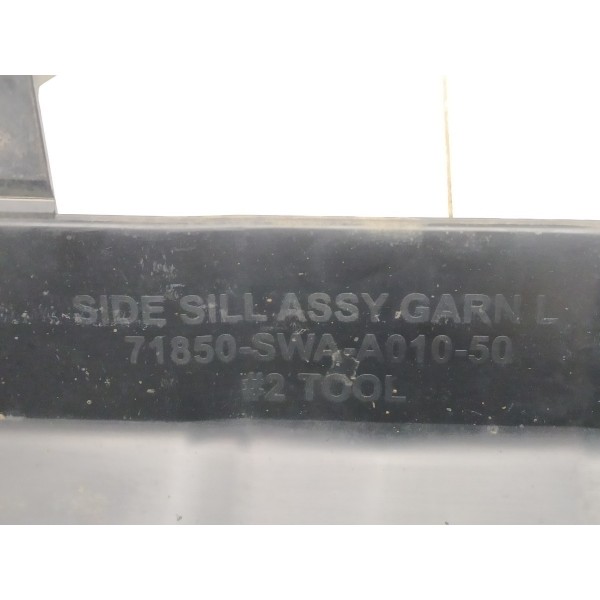 SIDE SILL ASSY GARN L
71850-SWA-A010-50
#2 TOOL